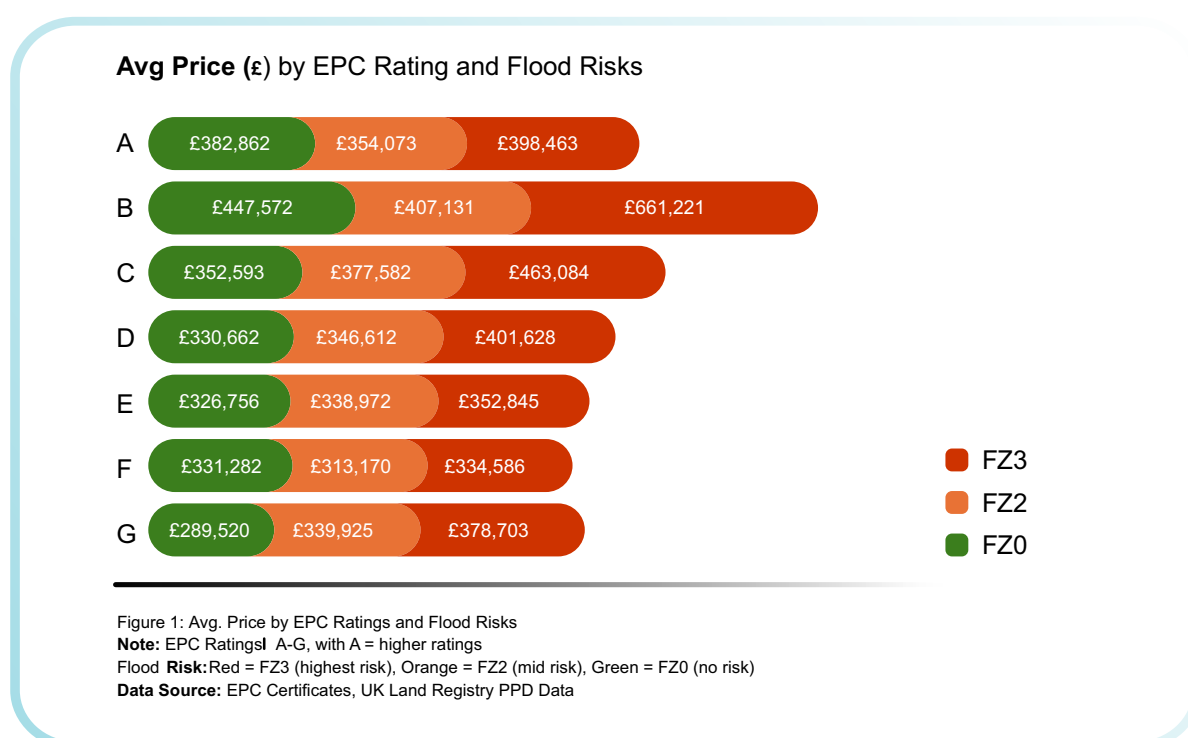 Avg Price (£) by EPC Rating and Flood Risks
A £382,862 £354,073 £398,463
B £447,572 £407,131 £661,221
C £352,593 £377,582 £463,084
D £330,662 £346,612 £401,628
E £326,756 £338,972 £352,845
F £331,282 £313,170 £334,586
G £289,520 £339,925 £378,703
FZ3
FZ2
FZ0
Figure 1: Avg. Price by EPC Ratings and Flood Risks
Note: EPC Ratingsl A-G, with A = higher ratings
Flood Risk:Red = FZ3 (highest risk), Orange = FZ2 (mid risk), Green = FZ0 (no risk)
Data Source: EPC Certificates, UK Land Registry PPD Data